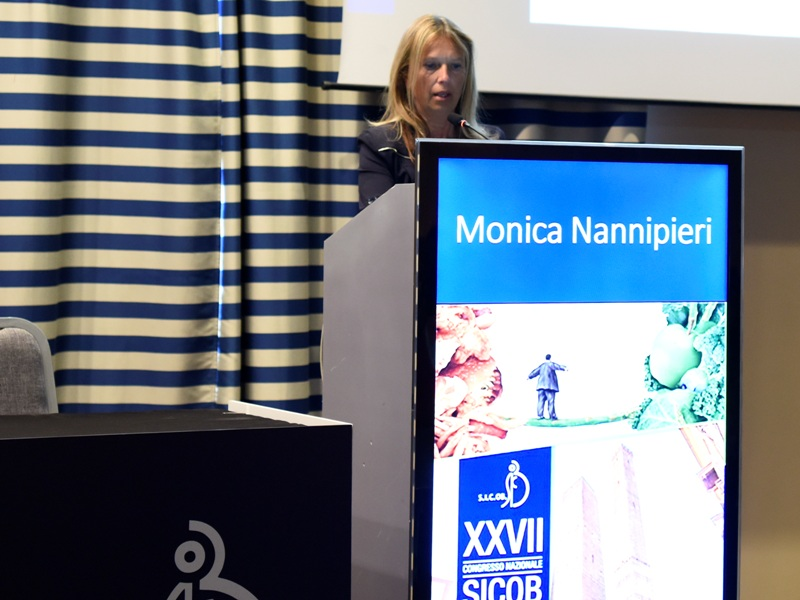 Monica Nannipieri
S.I.C.OB.
XXVII
CONGRESSO NAZIONALE
SICOB